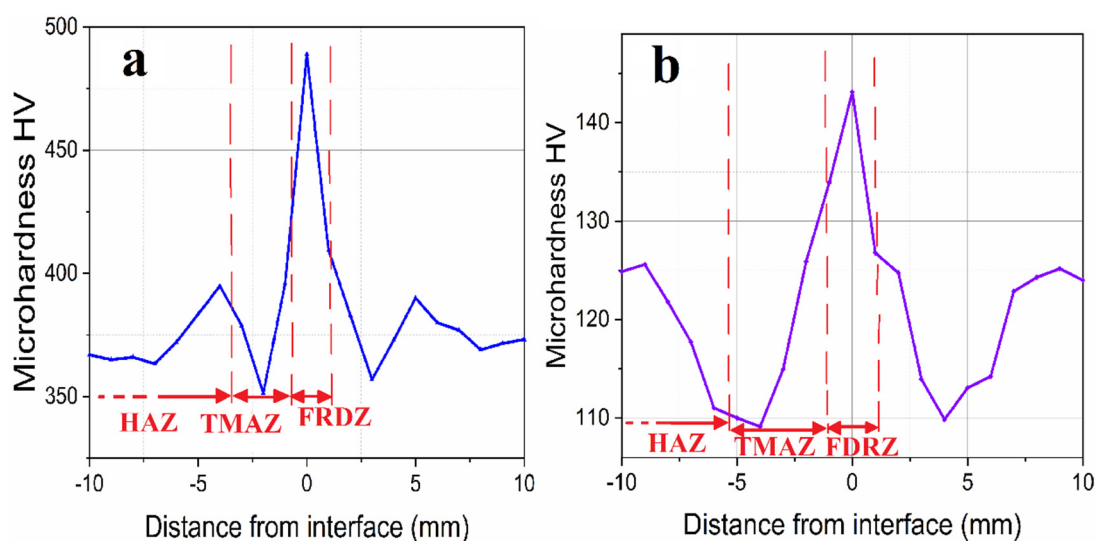 a
Microhardness HV
500
450
400
350
HAZ
TMAZ
FRDZ
-10
-5
0
5
10
Distance from interface (mm)
b
Microhardness HV
140
130
120
110
HAZ
TMAZ
FDRZ
-10
-5
0
5
10
Distance from interface (mm)